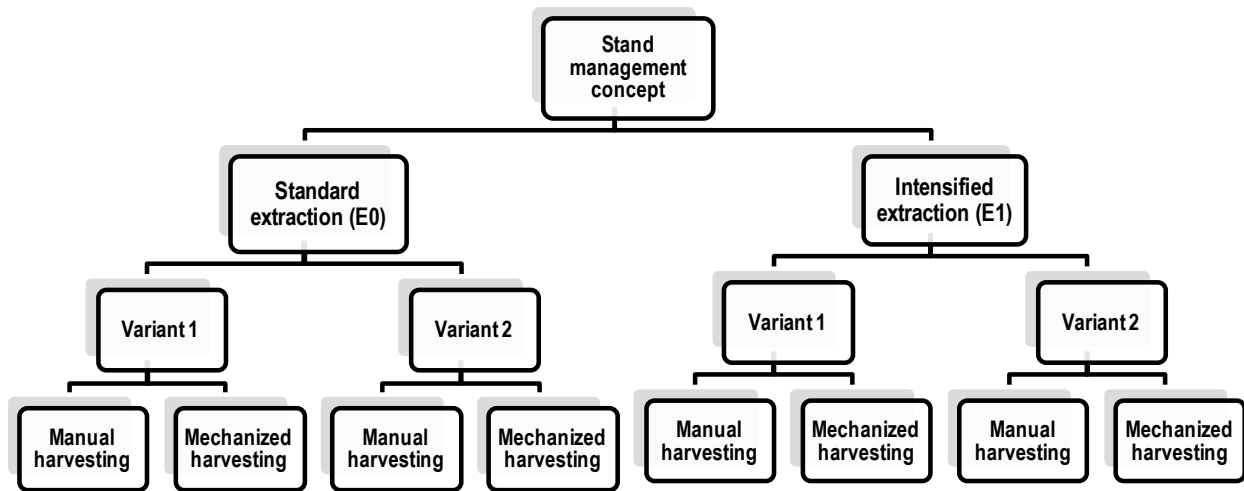 Stand
management
concept
Standard
extraction (E0)
Intensified
extraction (E1)
Variant 1
Variant 2
Variant 1
Variant 2
Manual
harvesting
Mechanized
harvesting
Manual
harvesting
Mechanized
harvesting
Manual
harvesting
Mechanized
harvesting
Manual
harvesting
Mechanized
harvesting